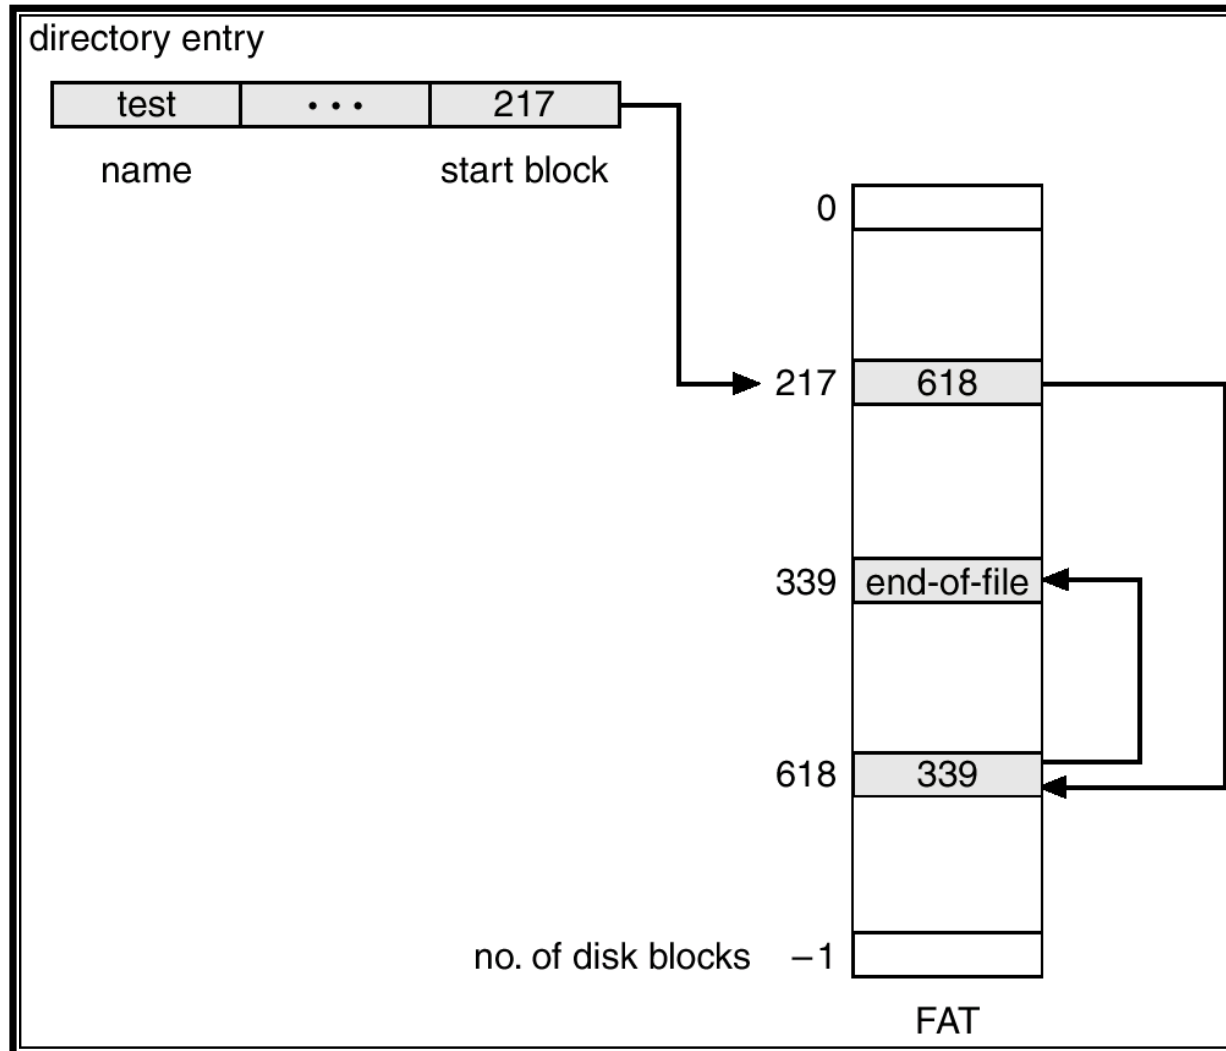 directory entry
test ··· 217
name start block
0
217 618
339 end-of-file
618 339
no. of disk blocks –1
FAT